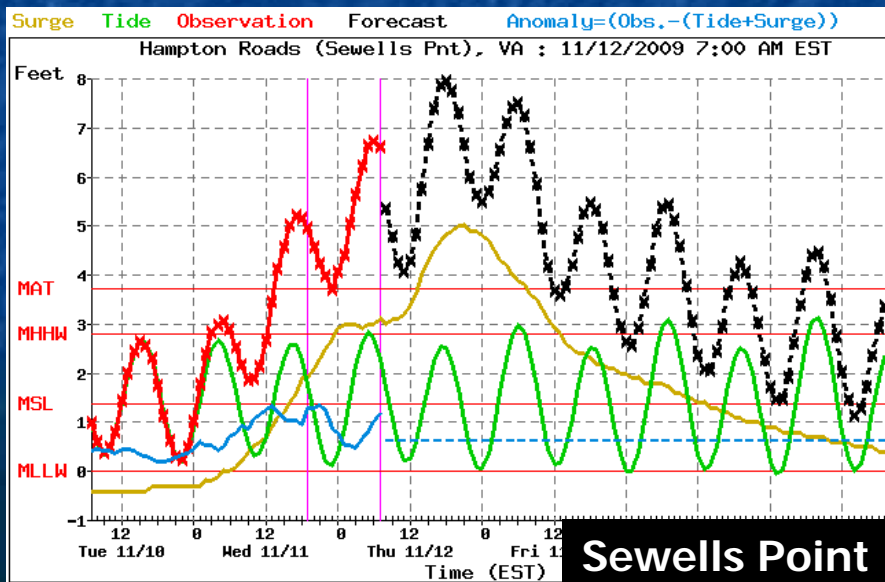 Surge Tide Observation Forecast Anomaly=(Obs.-(Tide+Surge))
Hampton Roads (Sewells Pnt), VA : 11/12/2009 7:00 AM EST
Feet
8
7
6
5
4
MAT
3
MHHW
2
MSL
1
MLLW 0
-1
12 0 12 0 12 0 12
Tue 11/10 Wed 11/11 Thu 11/12 Fri
Time (EST)
Sewells Point